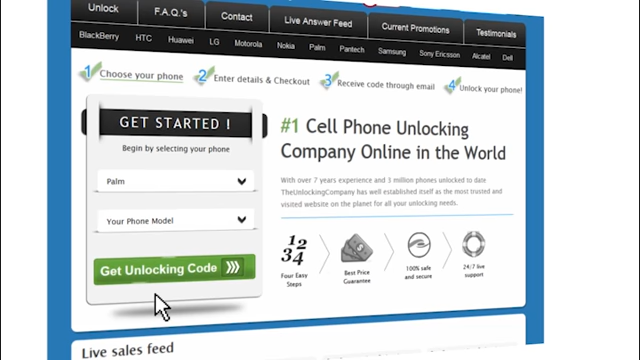 Unlock F.A.Q.'s Contact Live Answer Feed Current Promotions Testimonials
BlackBerry HTC Huawei LG Motorola Nokia Palm Pantech Samsung Sony Ericsson Alcatel Dell
1 Choose your phone 2 Enter details & Checkout 3 Receive code through email 4 Unlock your phone!
GET STARTED !
Begin by selecting your phone
Palm
Your Phone Model
Get Unlocking Code
#1 Cell Phone Unlocking
Company Online in the World
With over 7 years experience and 3 million phones unlocked to date
TheUnlockingCompany has well established itself as the most trusted and
visited website on the planet for all your unlocking needs.
12
34
Four Easy
Steps
Best Price
Guarantee
100% safe
and secure
24/7 live
support
Live sales feed